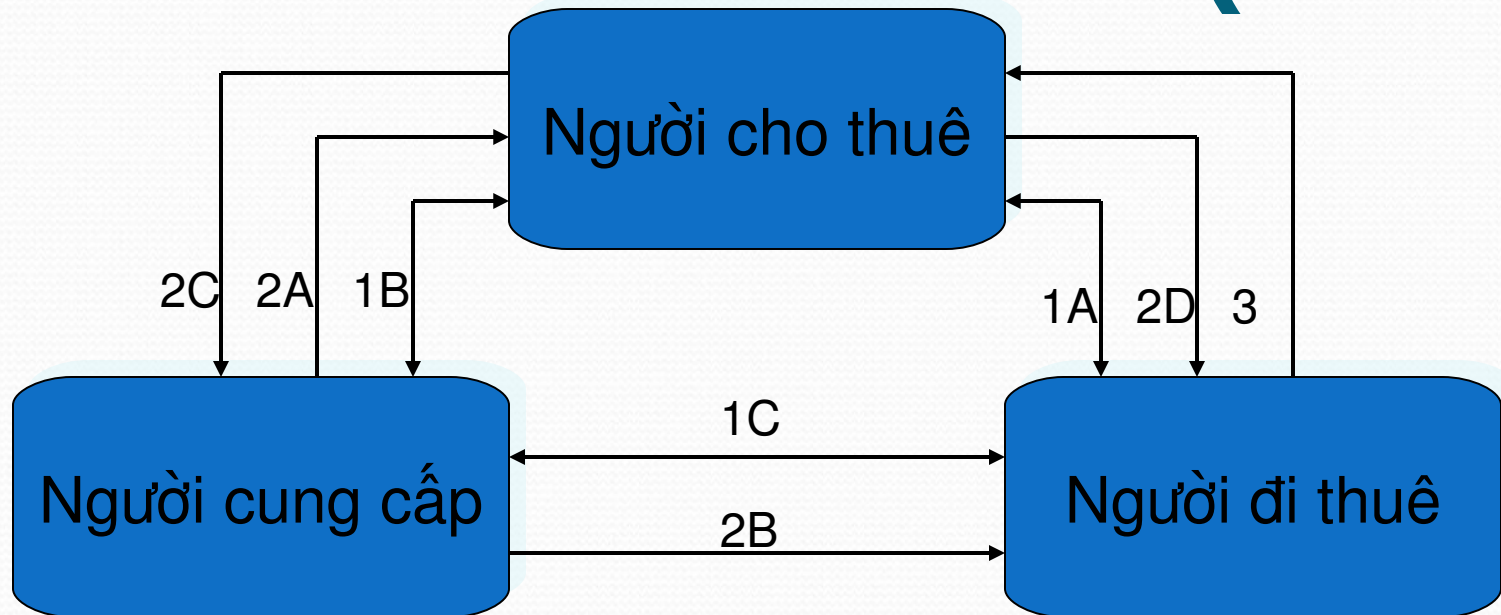 Người cho thuê
2C
2A
1B
1A
2D
3
1C
Người cung cấp
Người đi thuê
2B